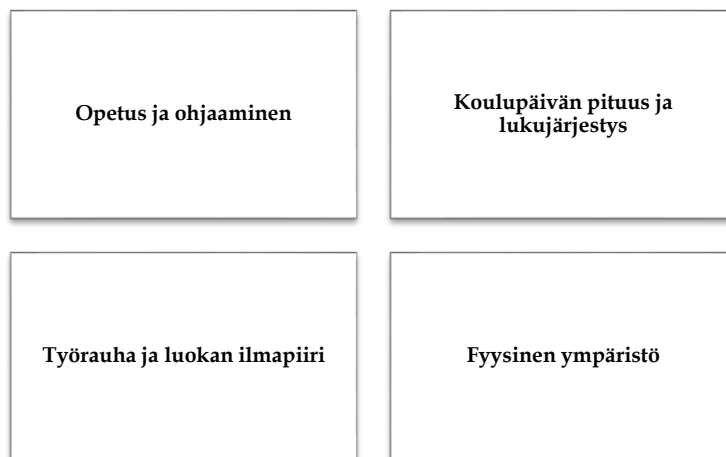 Opetus ja ohjaaminen
Koulupäivän pituus ja
lukujärjestys
Työrauha ja luokan ilmapiiri
Fyysinen ympäristö